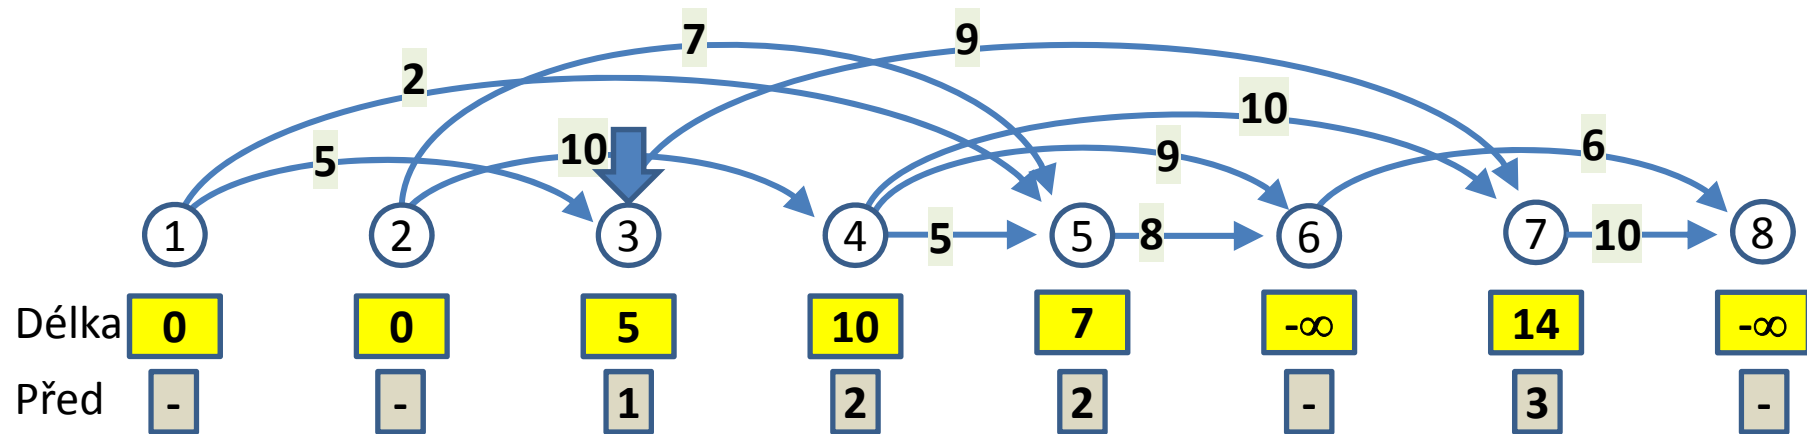 7 9
2 10
5 10 9 6
1 2 3 4 5 5 8 6 7 10 8
Délka 0 0 5 10 7 -∞ 14 -∞
Před - - 1 2 2 - 3 -